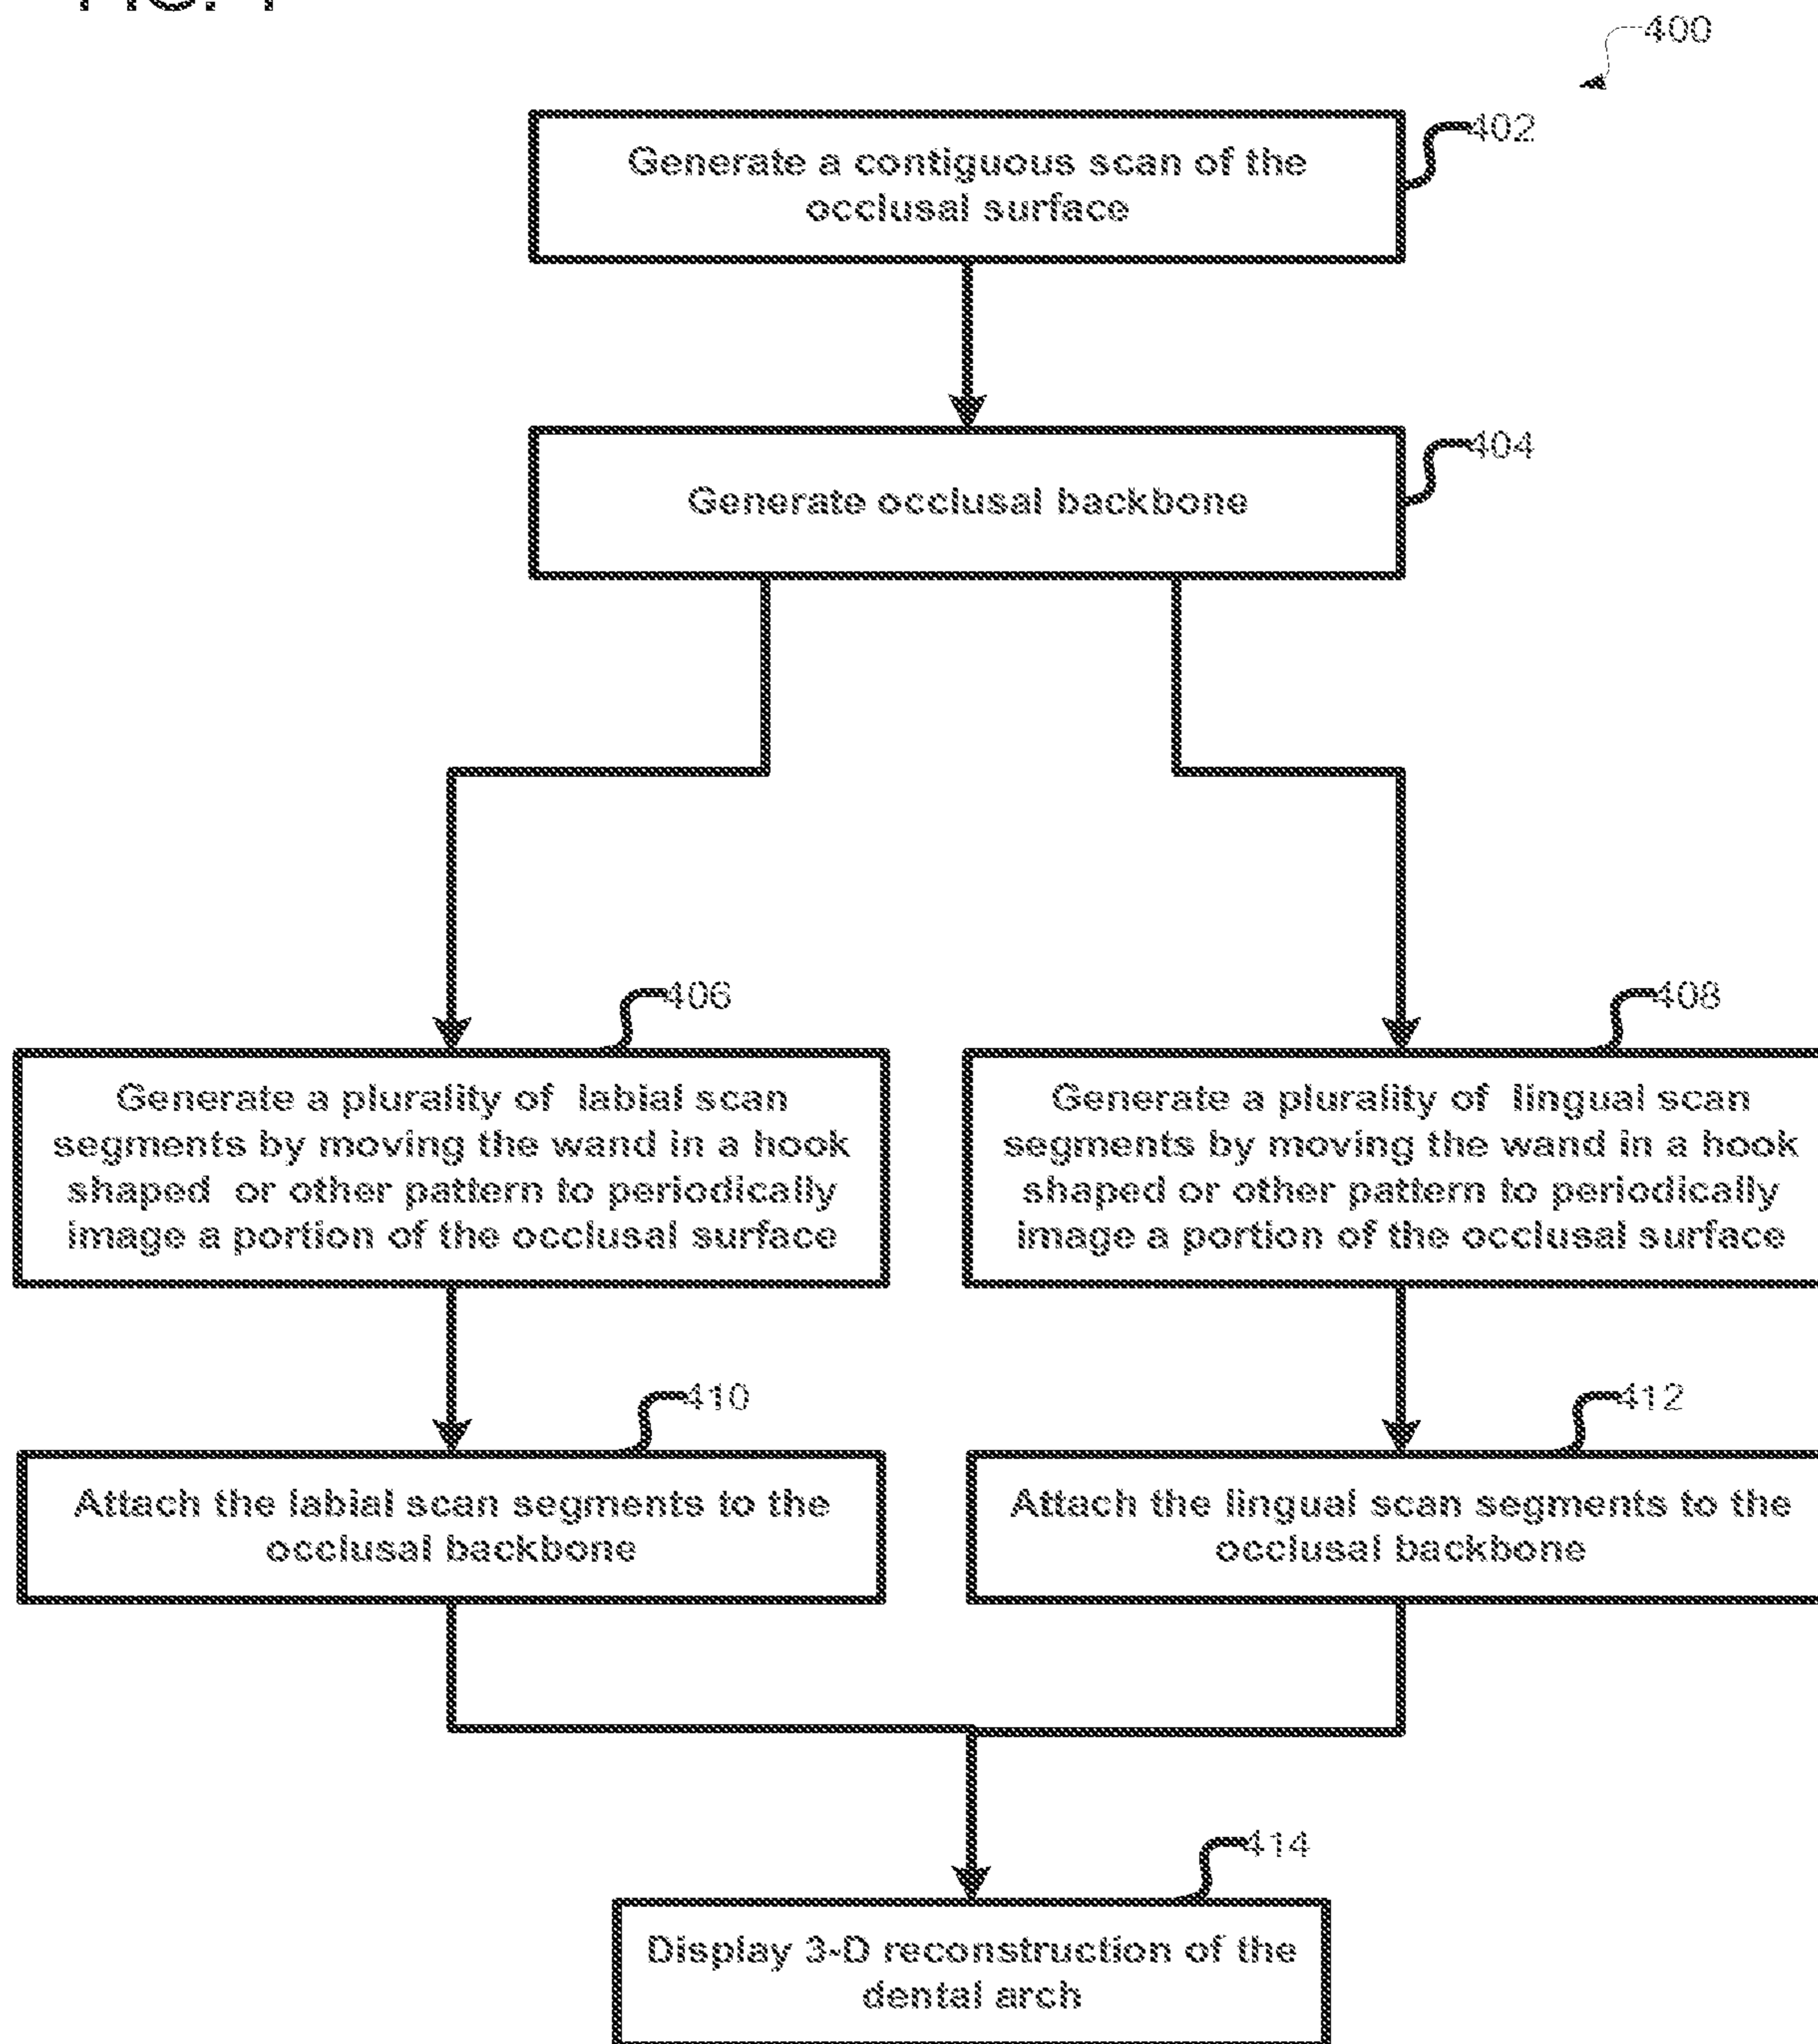 400
402
Generate a contiguous scan of the
occlusal surface
404
Generate occlusal backbone
406
Generate a plurality of labial scan
segments by moving the wand in a hook
shaped or other pattern to periodically
image a portion of the occlusal surface
408
Generate a plurality of lingual scan
segments by moving the wand in a hook
shaped or other pattern to periodically
image a portion of the occlusal surface
410
Attach the labial scan segments to the
occlusal backbone
412
Attach the lingual scan segments to the
occlusal backbone
414
Display 3-D reconstruction of the
dental arch